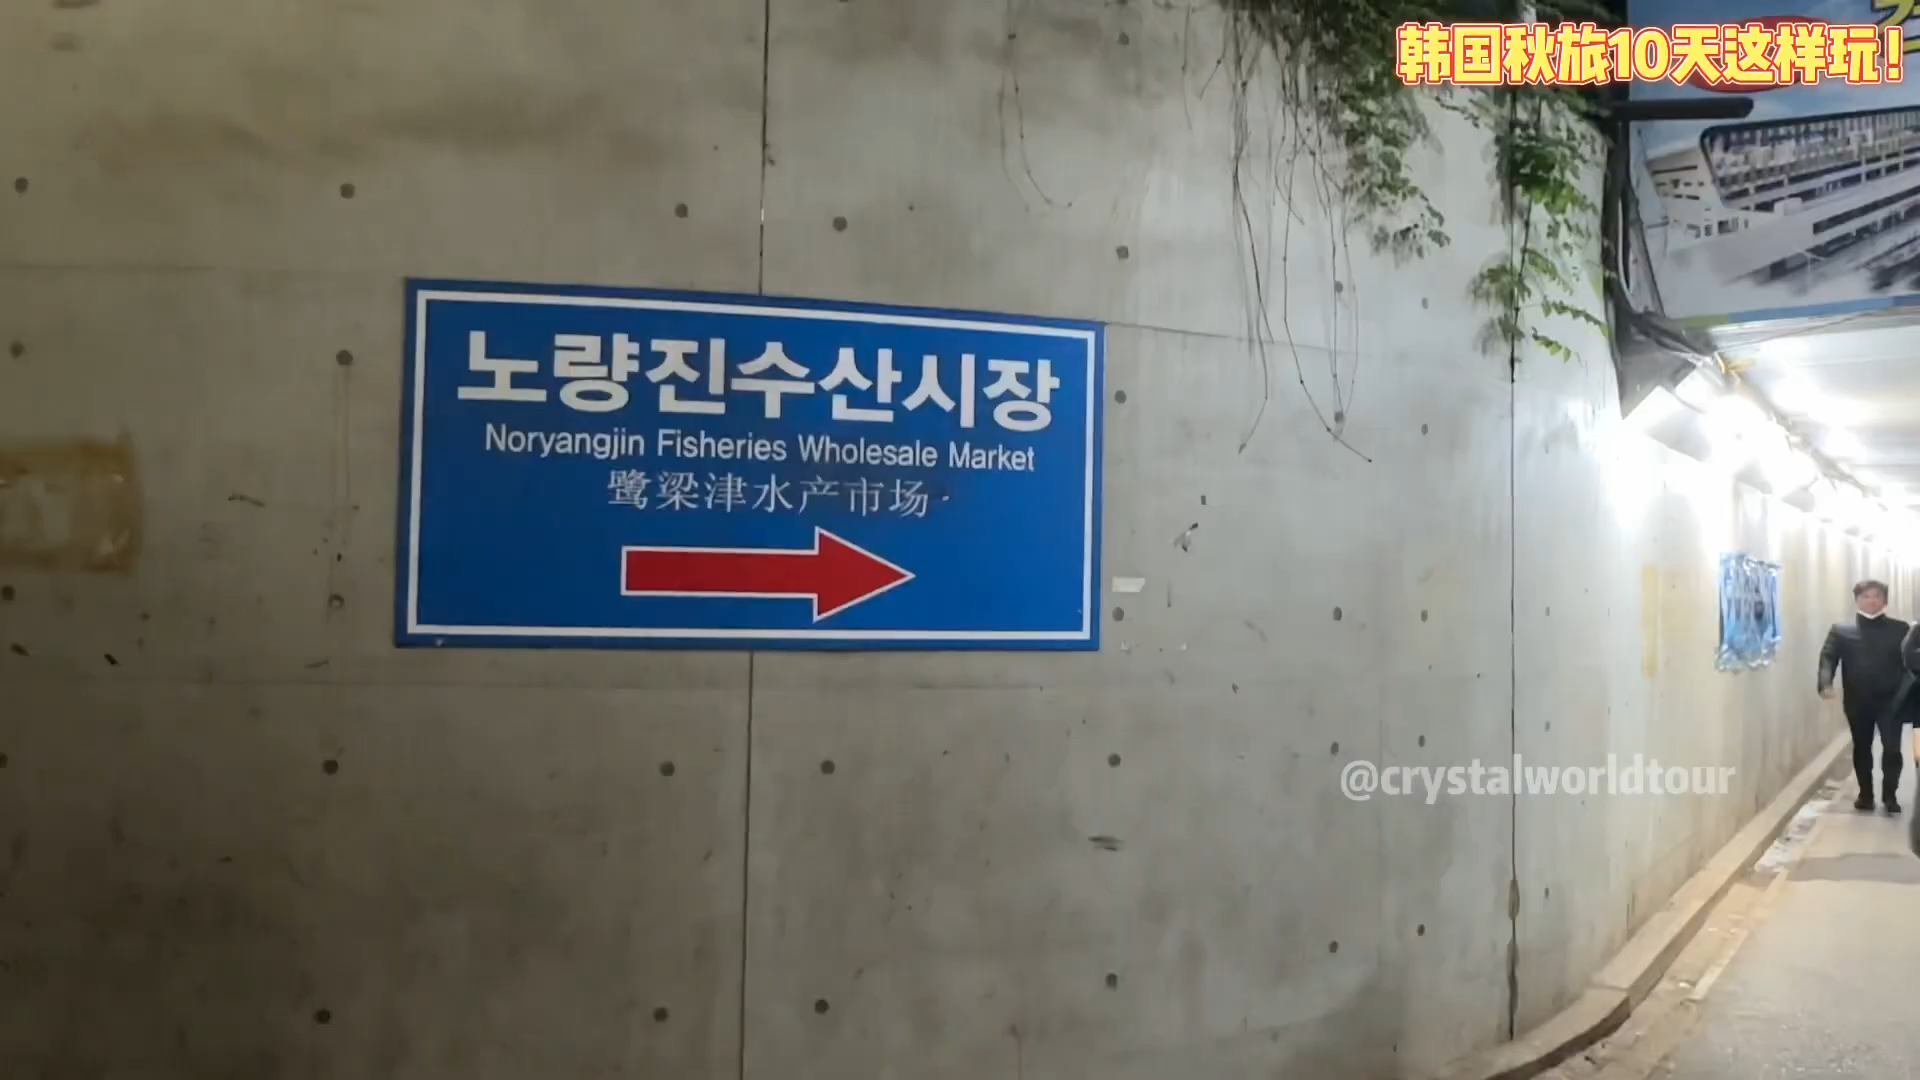 韩国秋旅10天这样玩!
노량진수산시장
Noryangjin Fisheries Wholesale Market
鹭梁津水产市场
@crystalworldtour